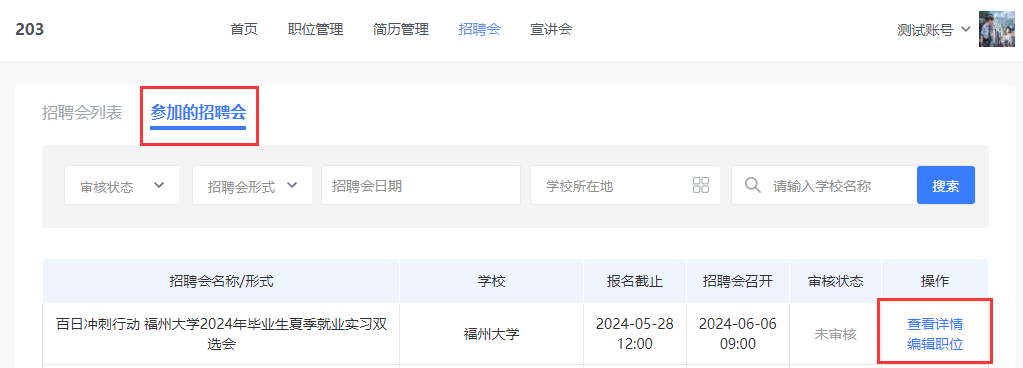 203 首页 职位管理 简历管理 招聘会 宣讲会 测试账号
招聘会列表 参加的招聘会
审核状态 招聘会形式 招聘会日期 学校所在地 请输入学校名称 搜索
招聘会名称/形式 学校 报名截止 招聘会召开 审核状态 操作
百日冲刺行动 福州大学2024年毕业生夏季就业实习双
选会
福州大学
2024-05-28
12:00
2024-06-06
09:00
未审核
查看详情
编辑职位